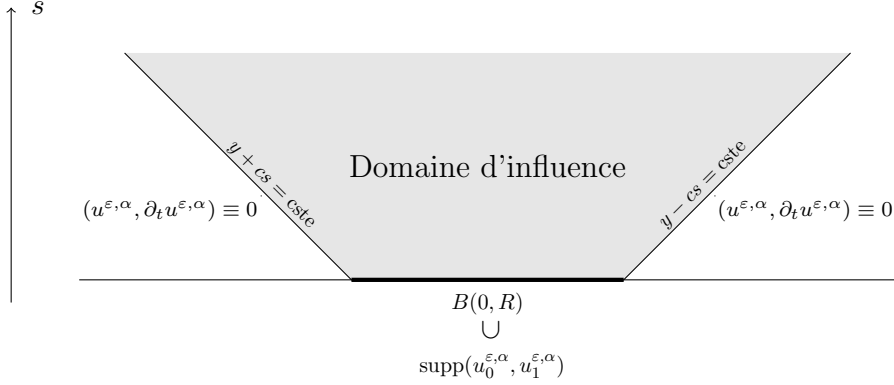 s
y + cs = cste
Domaine d'influence
y − cs = cste
(u^{ε,α}, ∂_t u^{ε,α}) ≡ 0
(u^{ε,α}, ∂_t u^{ε,α}) ≡ 0
B(0, R)
∪
supp(u_0^{ε,α}, u_1^{ε,α})